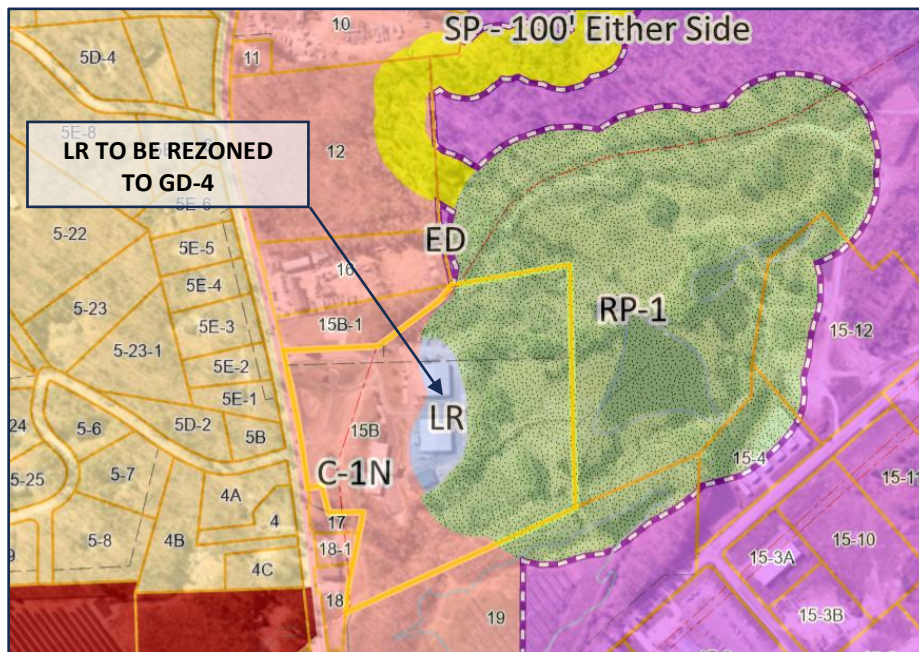 10
SP - 100' Either Side
5D-4
11
5E-8
LR TO BE REZONED
TO GD-4
12
5E-6
5-22
5E-5
ED
16
5E-4
5-23
5E-3
15B-1
RP-1
15-12
5-23-1
5E-2
5E-1
24
5-6
5D-2
15B
LR
5B
15-4
5-25
5-7
C-1N
15-11
4A
4
17
15-10
5-8
4B
18-1
15-3A
4C
18
19
15-3B